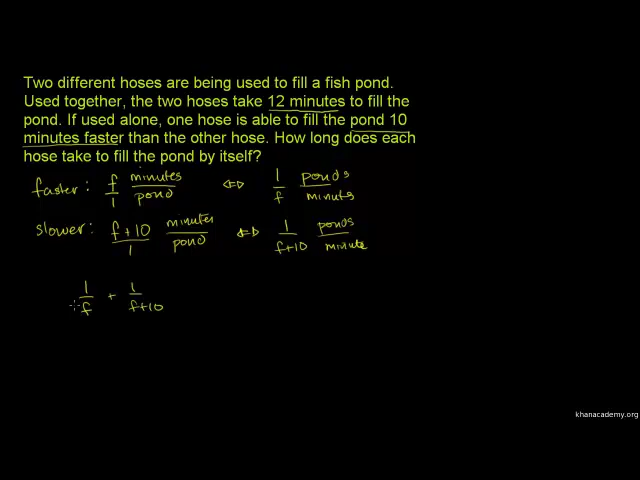 Two different hoses are being used to fill a fish pond.
Used together, the two hoses take 12 minutes to fill the
pond. If used alone, one hose is able to fill the pond 10
minutes faster than the other hose. How long does each
hose take to fill the pond by itself?
faster: f/1 minutes/pond ⇔ 1/f ponds/minutes
slower: f+10/1 minutes/pond ⇔ 1/f+10 ponds/minute
1/f + 1/f+10
khanacademy.org